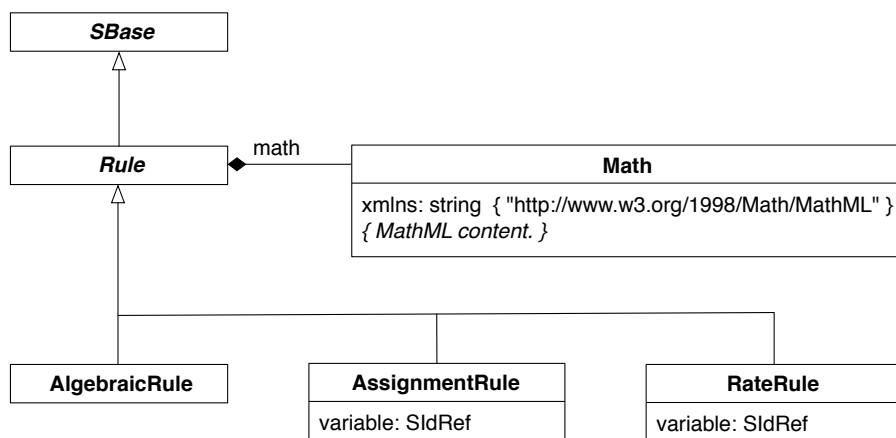 SBase
Rule
math
Math
xmlns: string { "http://www.w3.org/1998/Math/MathML" }
{ MathML content. }
AlgebraicRule
AssignmentRule
variable: SIdRef
RateRule
variable: SIdRef